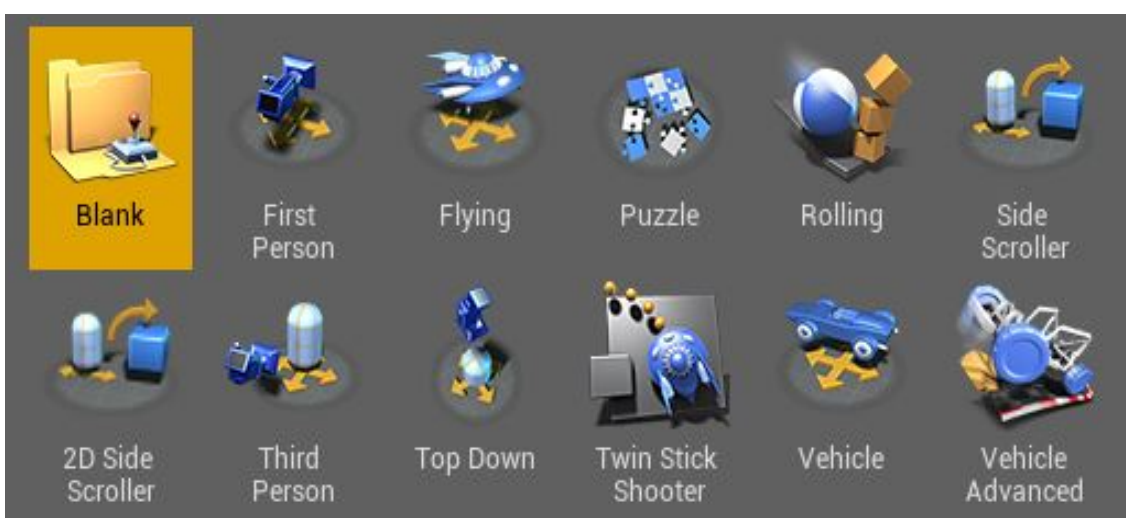 Blank
First
Person
Flying
Puzzle
Rolling
Side
Scroller
2D Side
Scroller
Third
Person
Top Down
Twin Stick
Shooter
Vehicle
Vehicle
Advanced